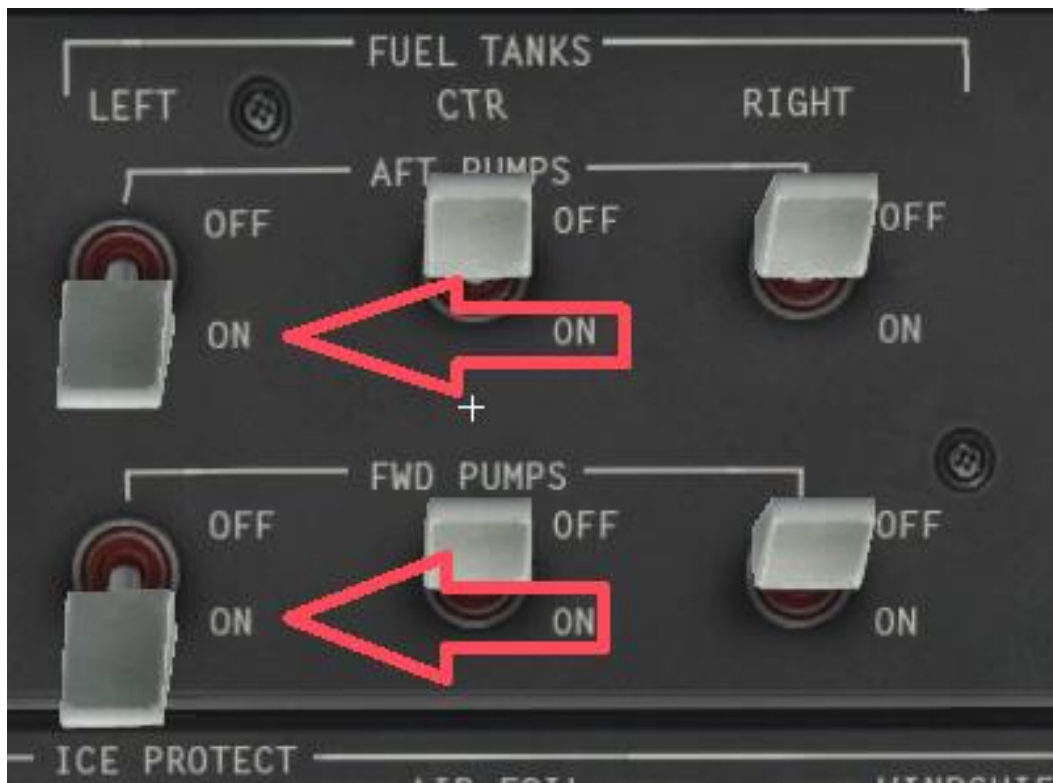 FUEL TANKS
LEFT CTR RIGHT
AFT PUMPS
OFF OFF OFF
ON ON ON
FWD PUMPS
OFF OFF OFF
ON ON ON
ICE PROTECT